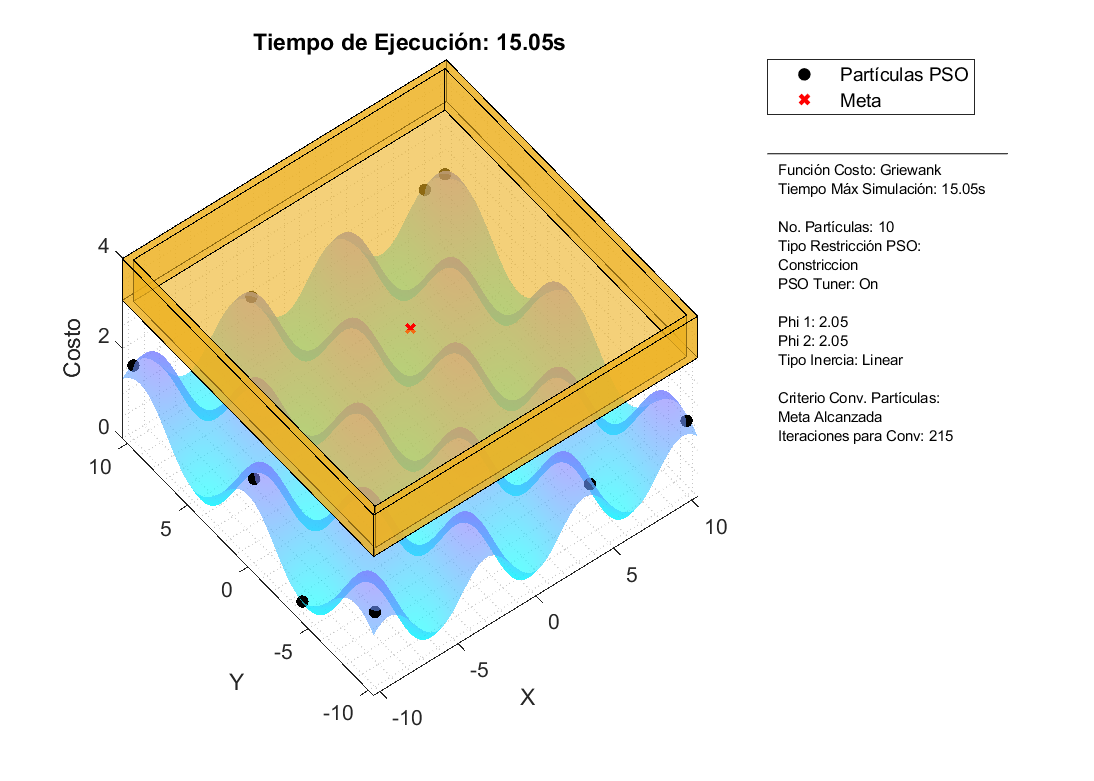 Tiempo de Ejecución: 15.05s
Partículas PSO
Meta
Función Costo: Griewank
Tiempo Máx Simulación: 15.05s
No. Partículas: 10
Tipo Restricción PSO:
Constriccion
PSO Tuner: On
Phi 1: 2.05
Phi 2: 2.05
Tipo Inercia: Linear
Criterio Conv. Partículas:
Meta Alcanzada
Iteraciones para Conv: 215
Costo
4
2
0
10
5
0
-5
-10
Y
-10
-5
0
5
10
X